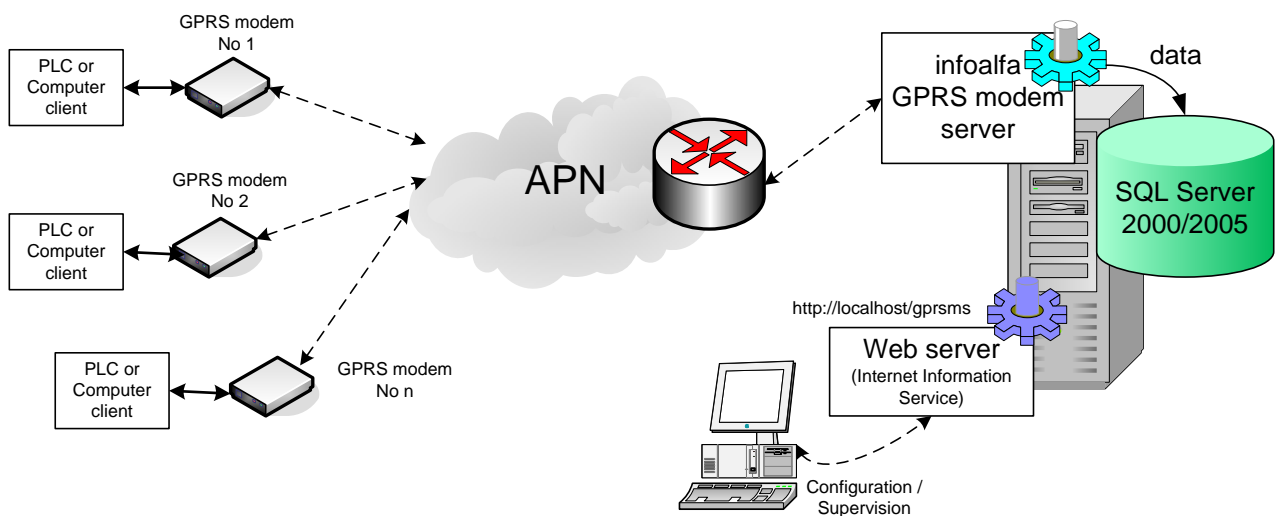 GPRS modem
No 1
PLC or
Computer
client
GPRS modem
No 2
PLC or
Computer
client
PLC or
Computer
client
GPRS modem
No n
APN
infoalfa
GPRS modem
server
data
SQL Server
2000/2005
http://localhost/gprsms
Web server
(Internet Information
Service)
Configuration /
Supervision